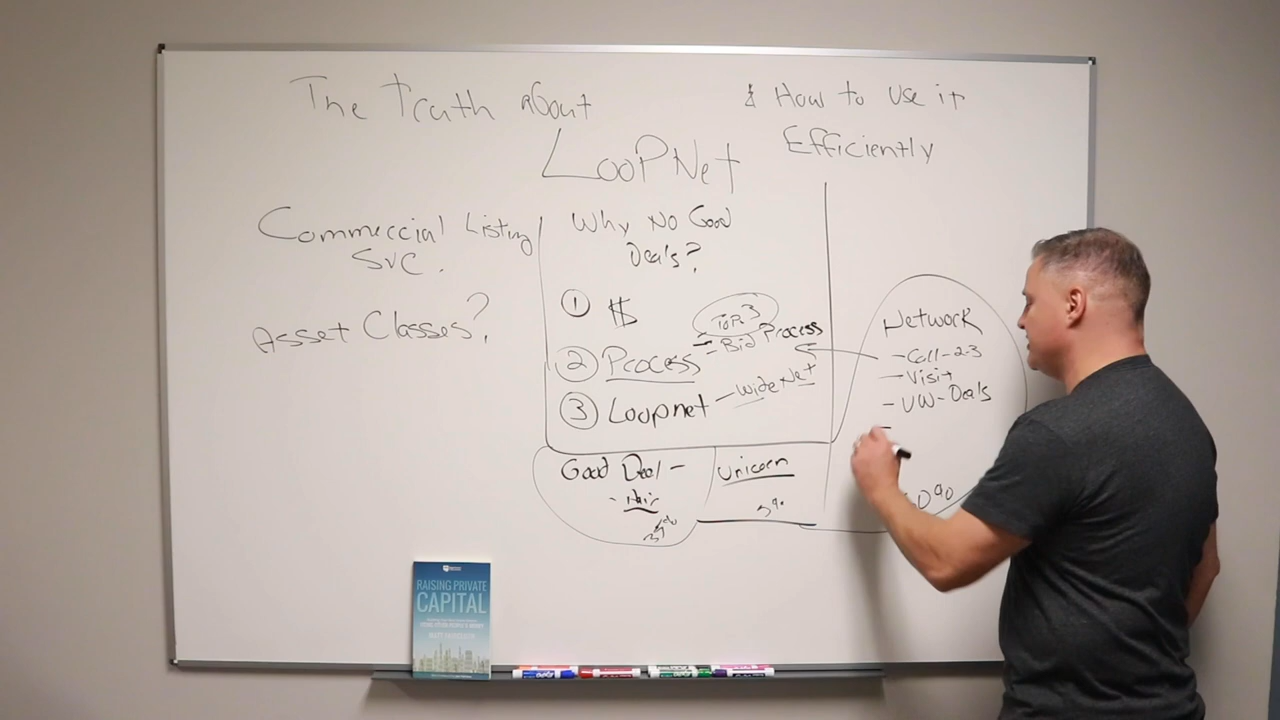 The Truth about
& How to use it
Efficiently
LoopNet
Commercial Listing
SVC.
Asset Classes?
Why No Good
Deals?
① $
TOP 3
② Process - Bid Process
③ Loopnet - Wide Net
Good Deal -
- Hair
Unicorn
Network
- Call-2-3
- Visit
- UW-Deals
-
RAISING PRIVATE
CAPITAL